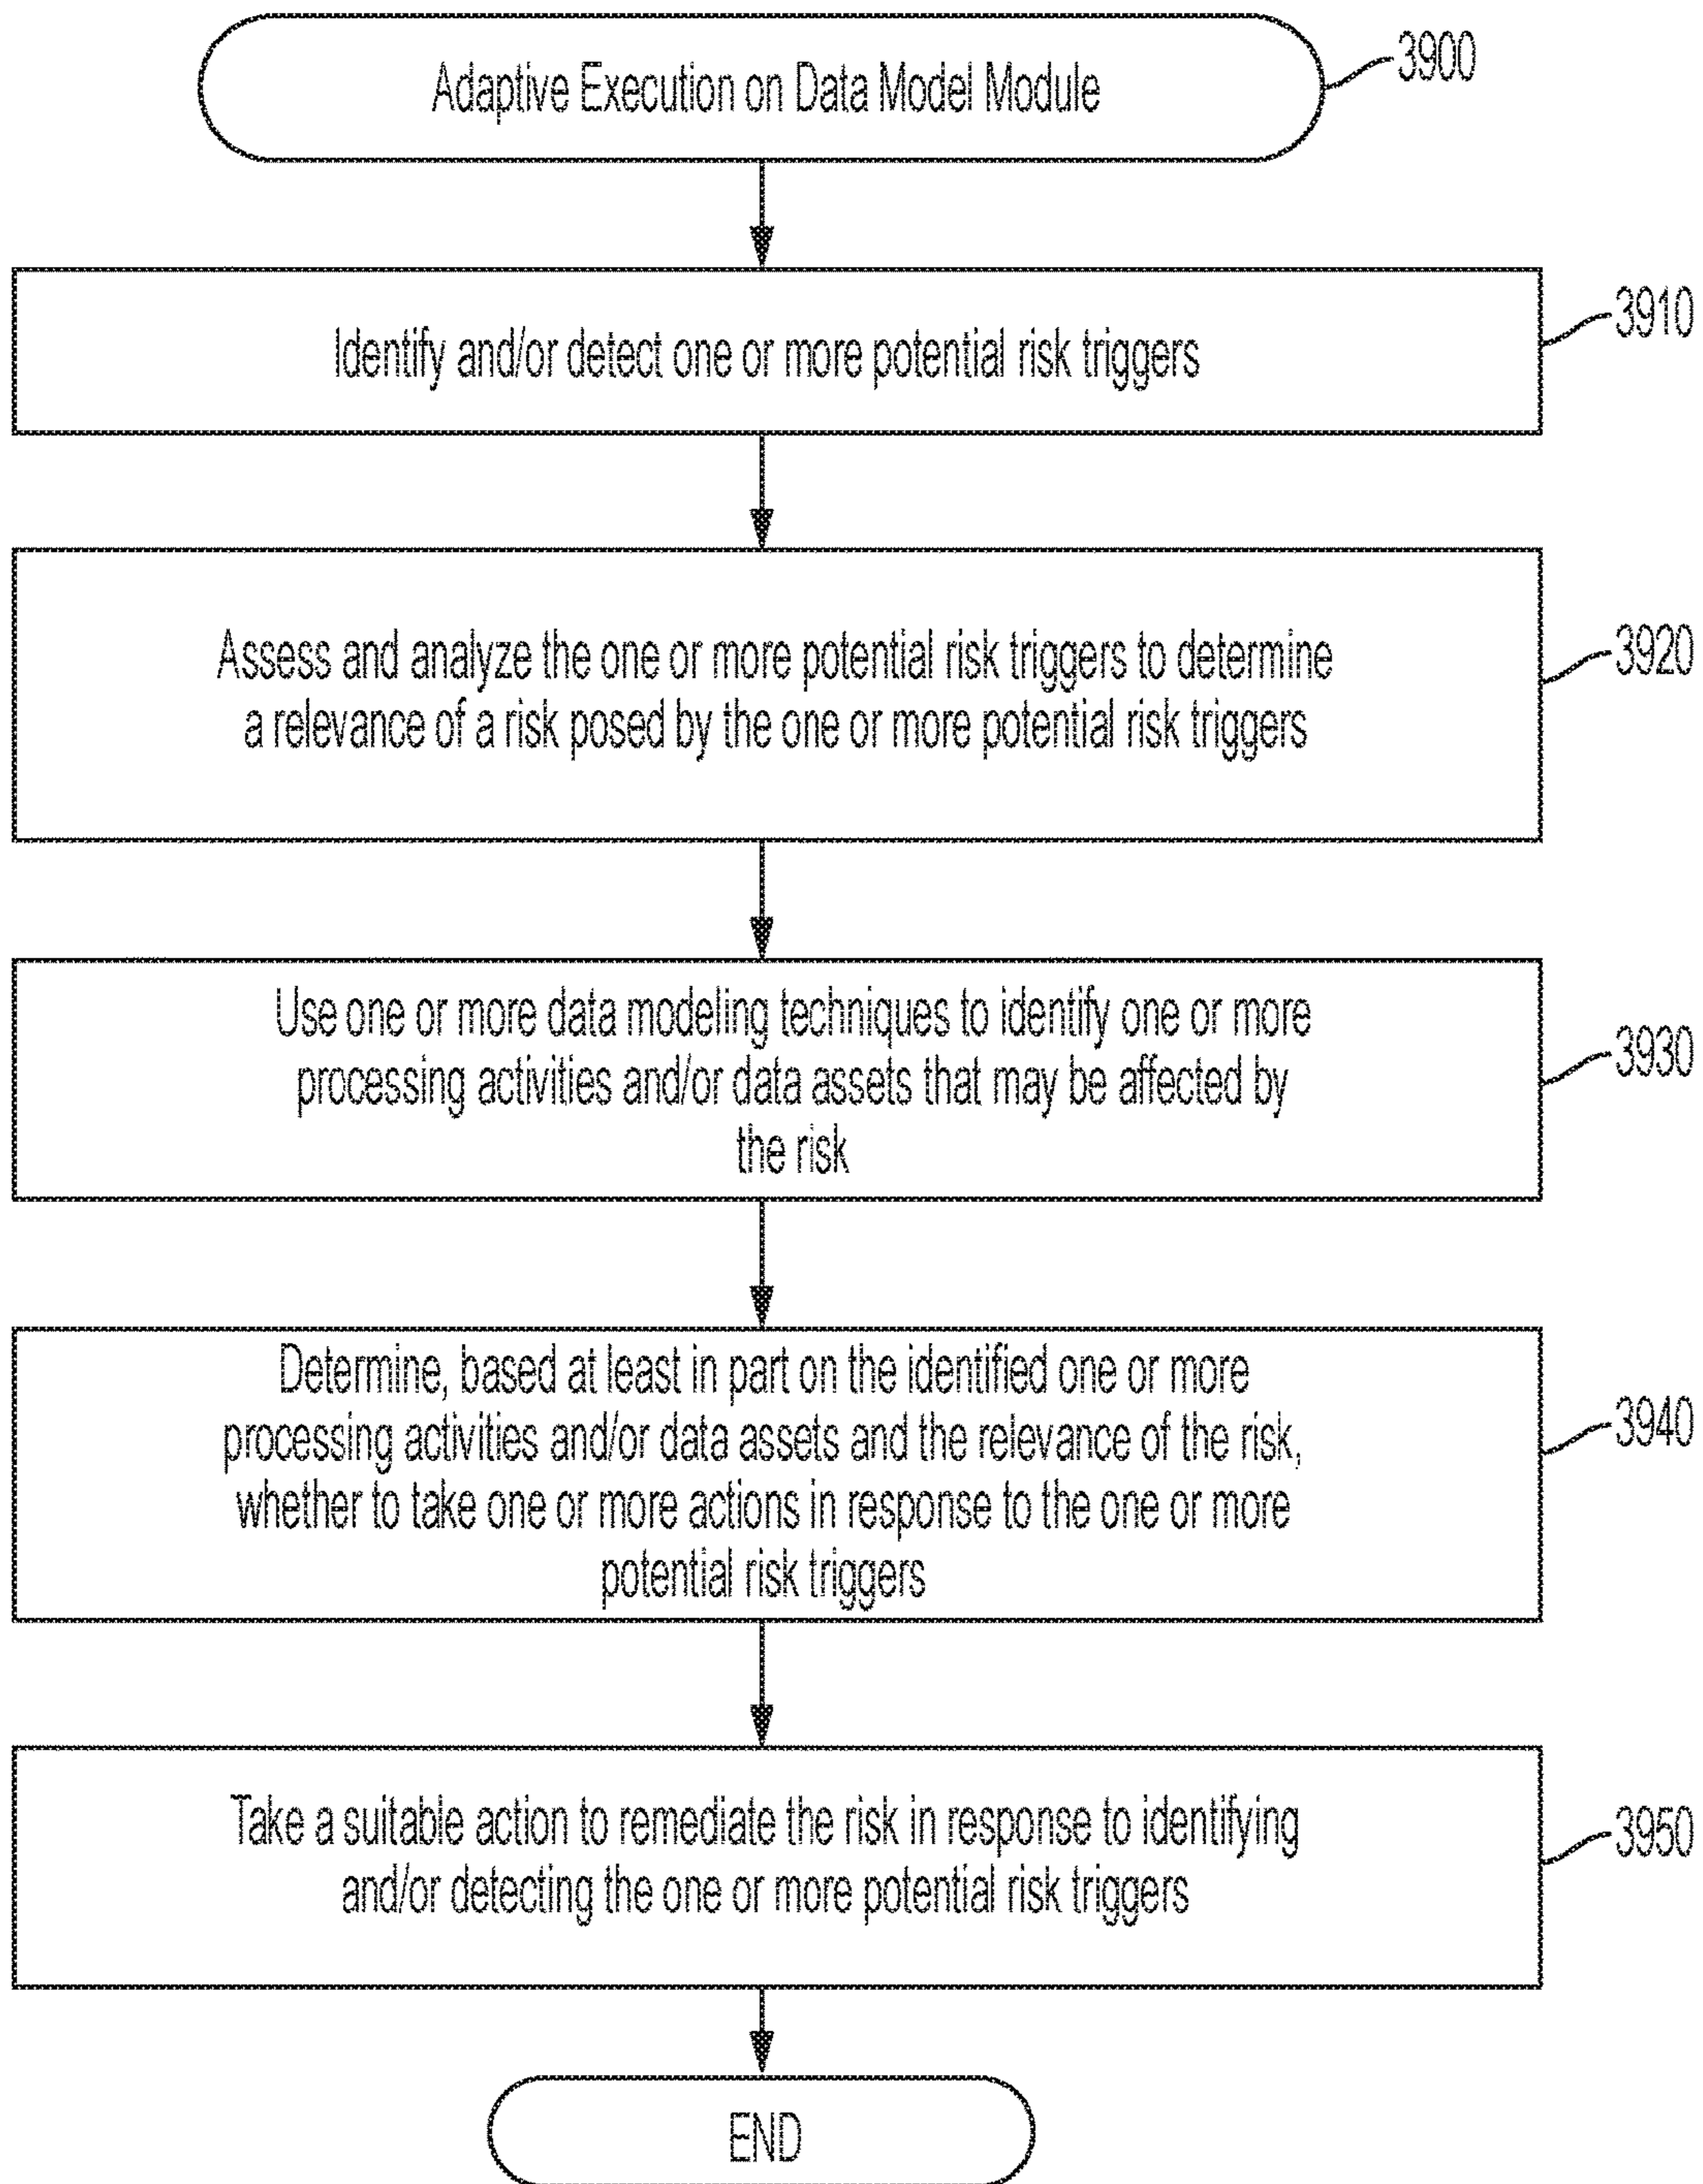 Adaptive Execution on Data Model Module
3900
Identify and/or detect one or more potential risk triggers
3910
Assess and analyze the one or more potential risk triggers to determine
a relevance of a risk posed by the one or more potential risk triggers
3920
Use one or more data modeling techniques to identify one or more
processing activities and/or data assets that may be affected by
the risk
3930
Determine, based at least in part on the identified one or more
processing activities and/or data assets and the relevance of the risk,
whether to take one or more actions in response to the one or more
potential risk triggers
3940
Take a suitable action to remediate the risk in response to identifying
and/or detecting the one or more potential risk triggers
3950
END